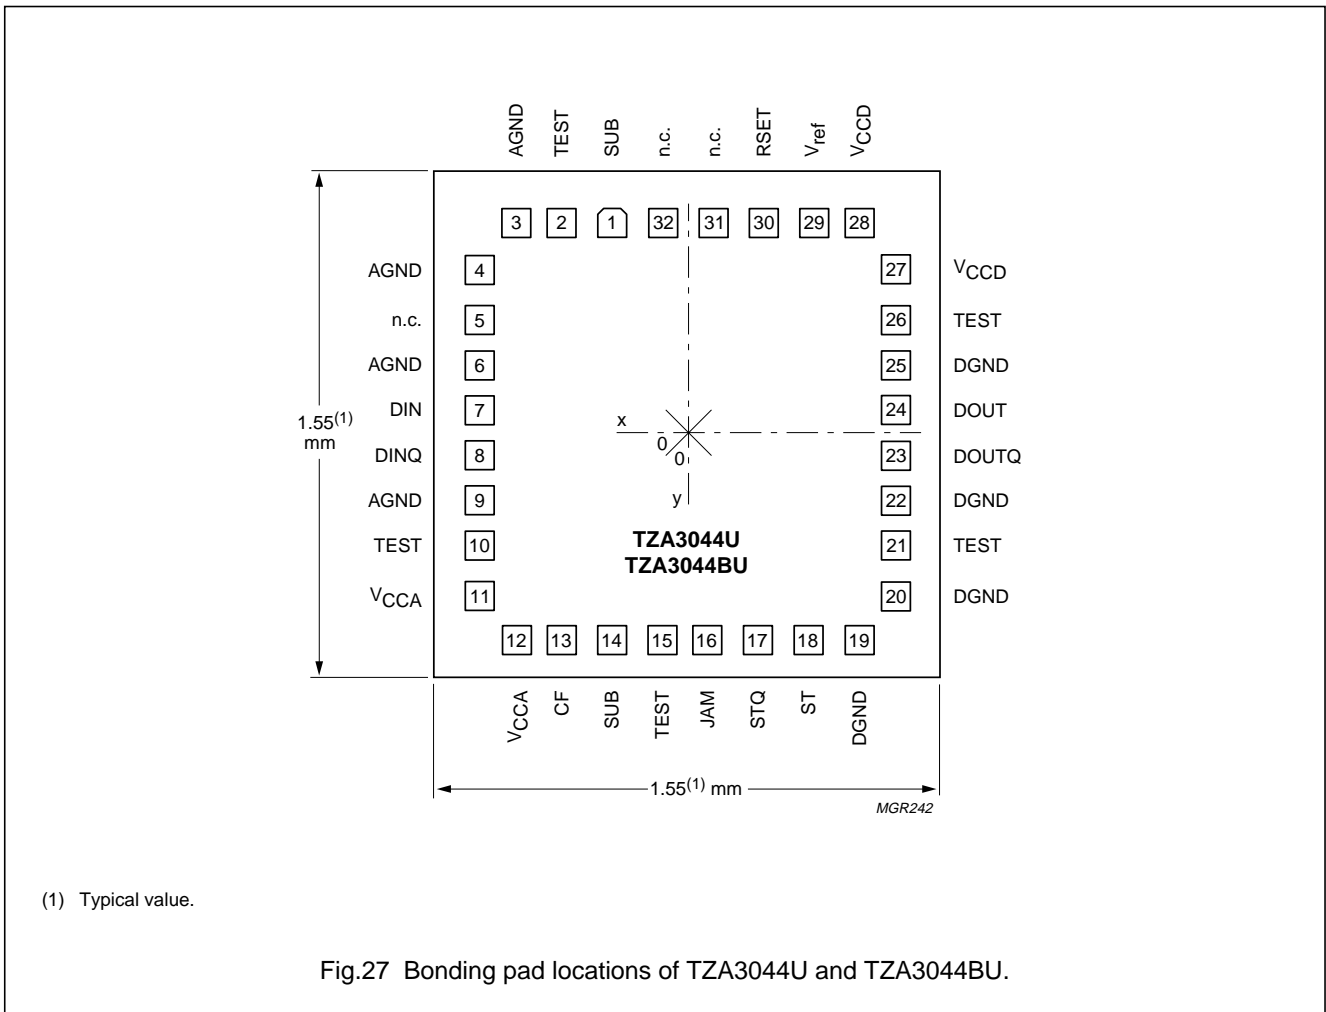 AGND TEST SUB n.c. n.c. RSET Vref VCCD
3 2 1 32 31 30 29 28
AGND 4 27 VCCD
n.c. 5 26 TEST
AGND 6 25 DGND
DIN 7 24 DOUT
1.55(1)
mm
x
0
0
y
DINQ 8 23 DOUTQ
AGND 9 22 DGND
TEST 10 21 TEST
TZA3044U
TZA3044BU
VCCA 11 20 DGND
12 13 14 15 16 17 18 19
VCCA CF SUB TEST JAM STQ ST DGND
1.55(1) mm
MGR242
(1) Typical value.
Fig.27 Bonding pad locations of TZA3044U and TZA3044BU.